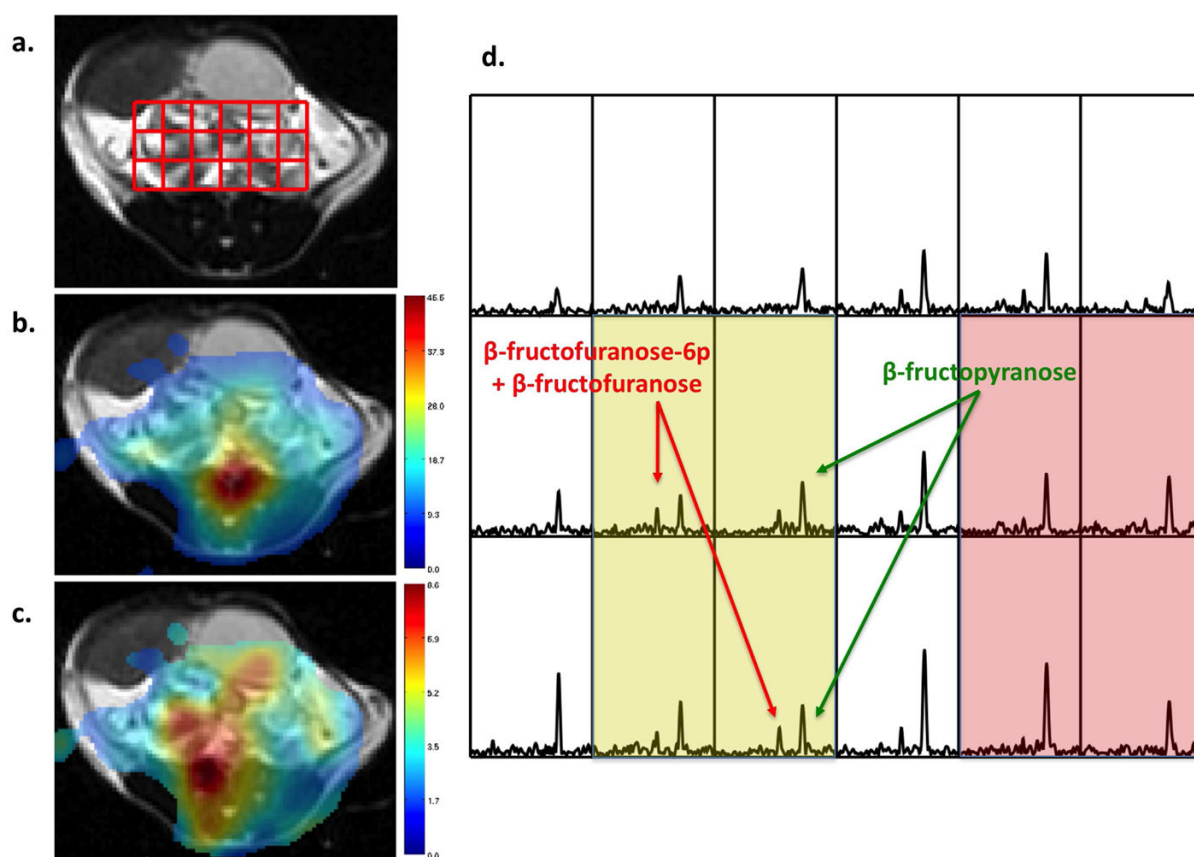 a.
d.
b.
46.5
37.3
28.0
18.7
9.3
0.0
β-fructofuranose-6p
+ β-fructofuranose
β-fructopyranose
c.
8.6
6.9
5.2
3.5
1.7
0.0